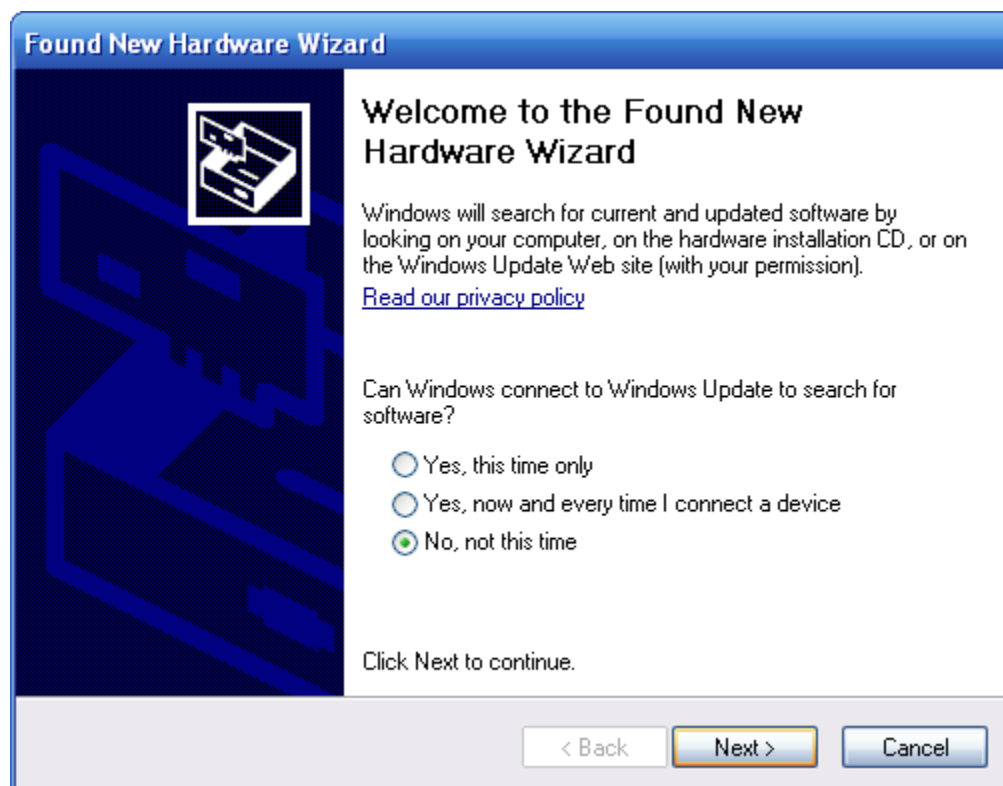 Found New Hardware Wizard
Welcome to the Found New
Hardware Wizard
Windows will search for current and updated software by
looking on your computer, on the hardware installation CD, or on
the Windows Update Web site (with your permission).
Read our privacy policy
Can Windows connect to Windows Update to search for
software?
Yes, this time only
Yes, now and every time I connect a device
No, not this time
Click Next to continue.
< Back
Next >
Cancel